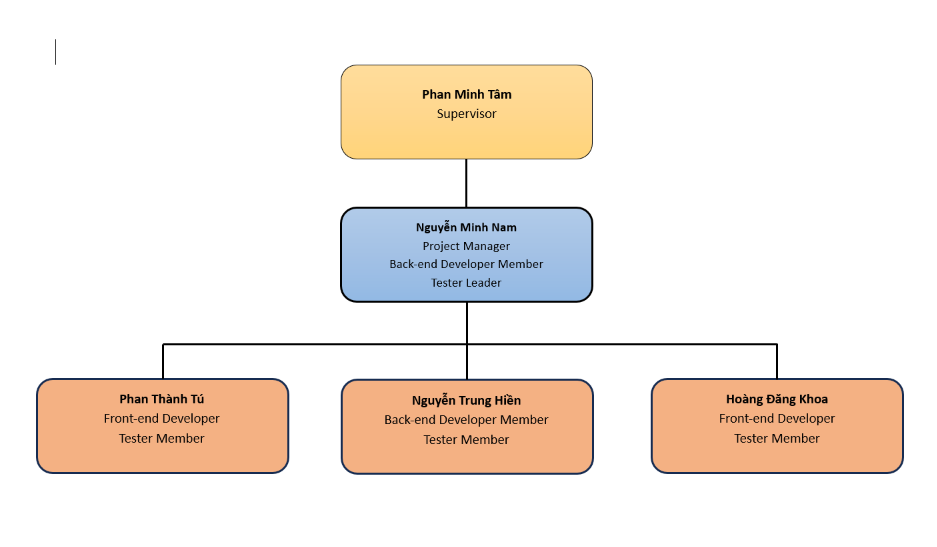 Phan Minh Tâm
Supervisor
Nguyễn Minh Nam
Project Manager
Back-end Developer Member
Tester Leader
Phan Thành Tú
Front-end Developer
Tester Member
Nguyễn Trung Hiền
Back-end Developer Member
Tester Member
Hoàng Đăng Khoa
Front-end Developer
Tester Member